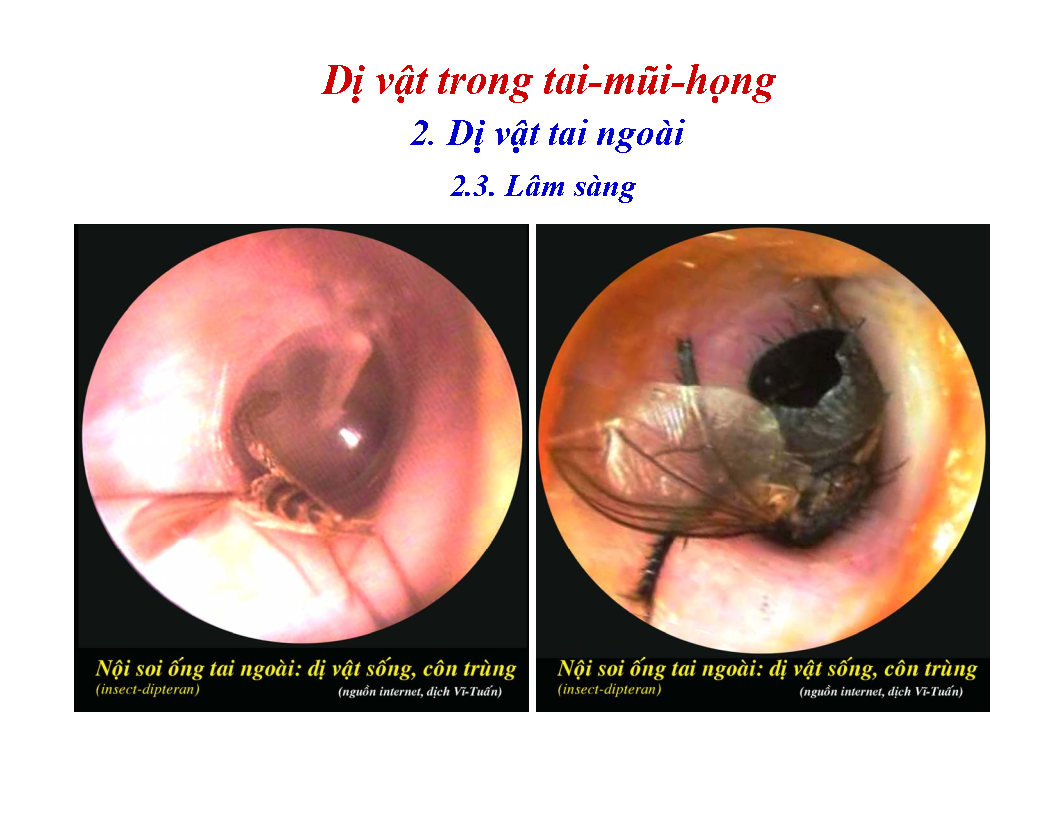 Dị vật trong tai-mũi-họng
2. Dị vật tai ngoài
2.3. Lâm sàng
Nội soi ống tai ngoài: dị vật sống, côn trùng
(insect-dipteran)
(nguồn internet, dịch Vĩ-Tuấn)
Nội soi ống tai ngoài: dị vật sống, côn trùng
(insect-dipteran)
(nguồn internet, dịch Vĩ-Tuấn)